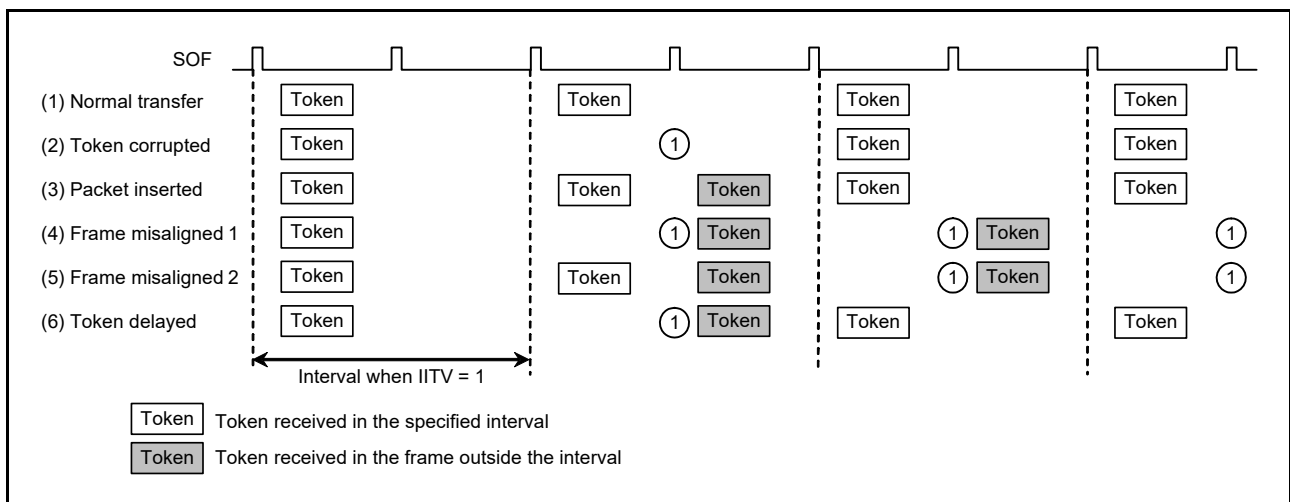 SOF
(1) Normal transfer Token Token Token Token
(2) Token corrupted Token 1 Token Token
(3) Packet inserted Token Token Token Token Token
(4) Frame misaligned 1 Token 1 Token 1 Token 1
(5) Frame misaligned 2 Token Token Token 1 Token 1
(6) Token delayed Token 1 Token Token Token
Interval when IITV = 1
Token Token received in the specified interval
Token Token received in the frame outside the interval